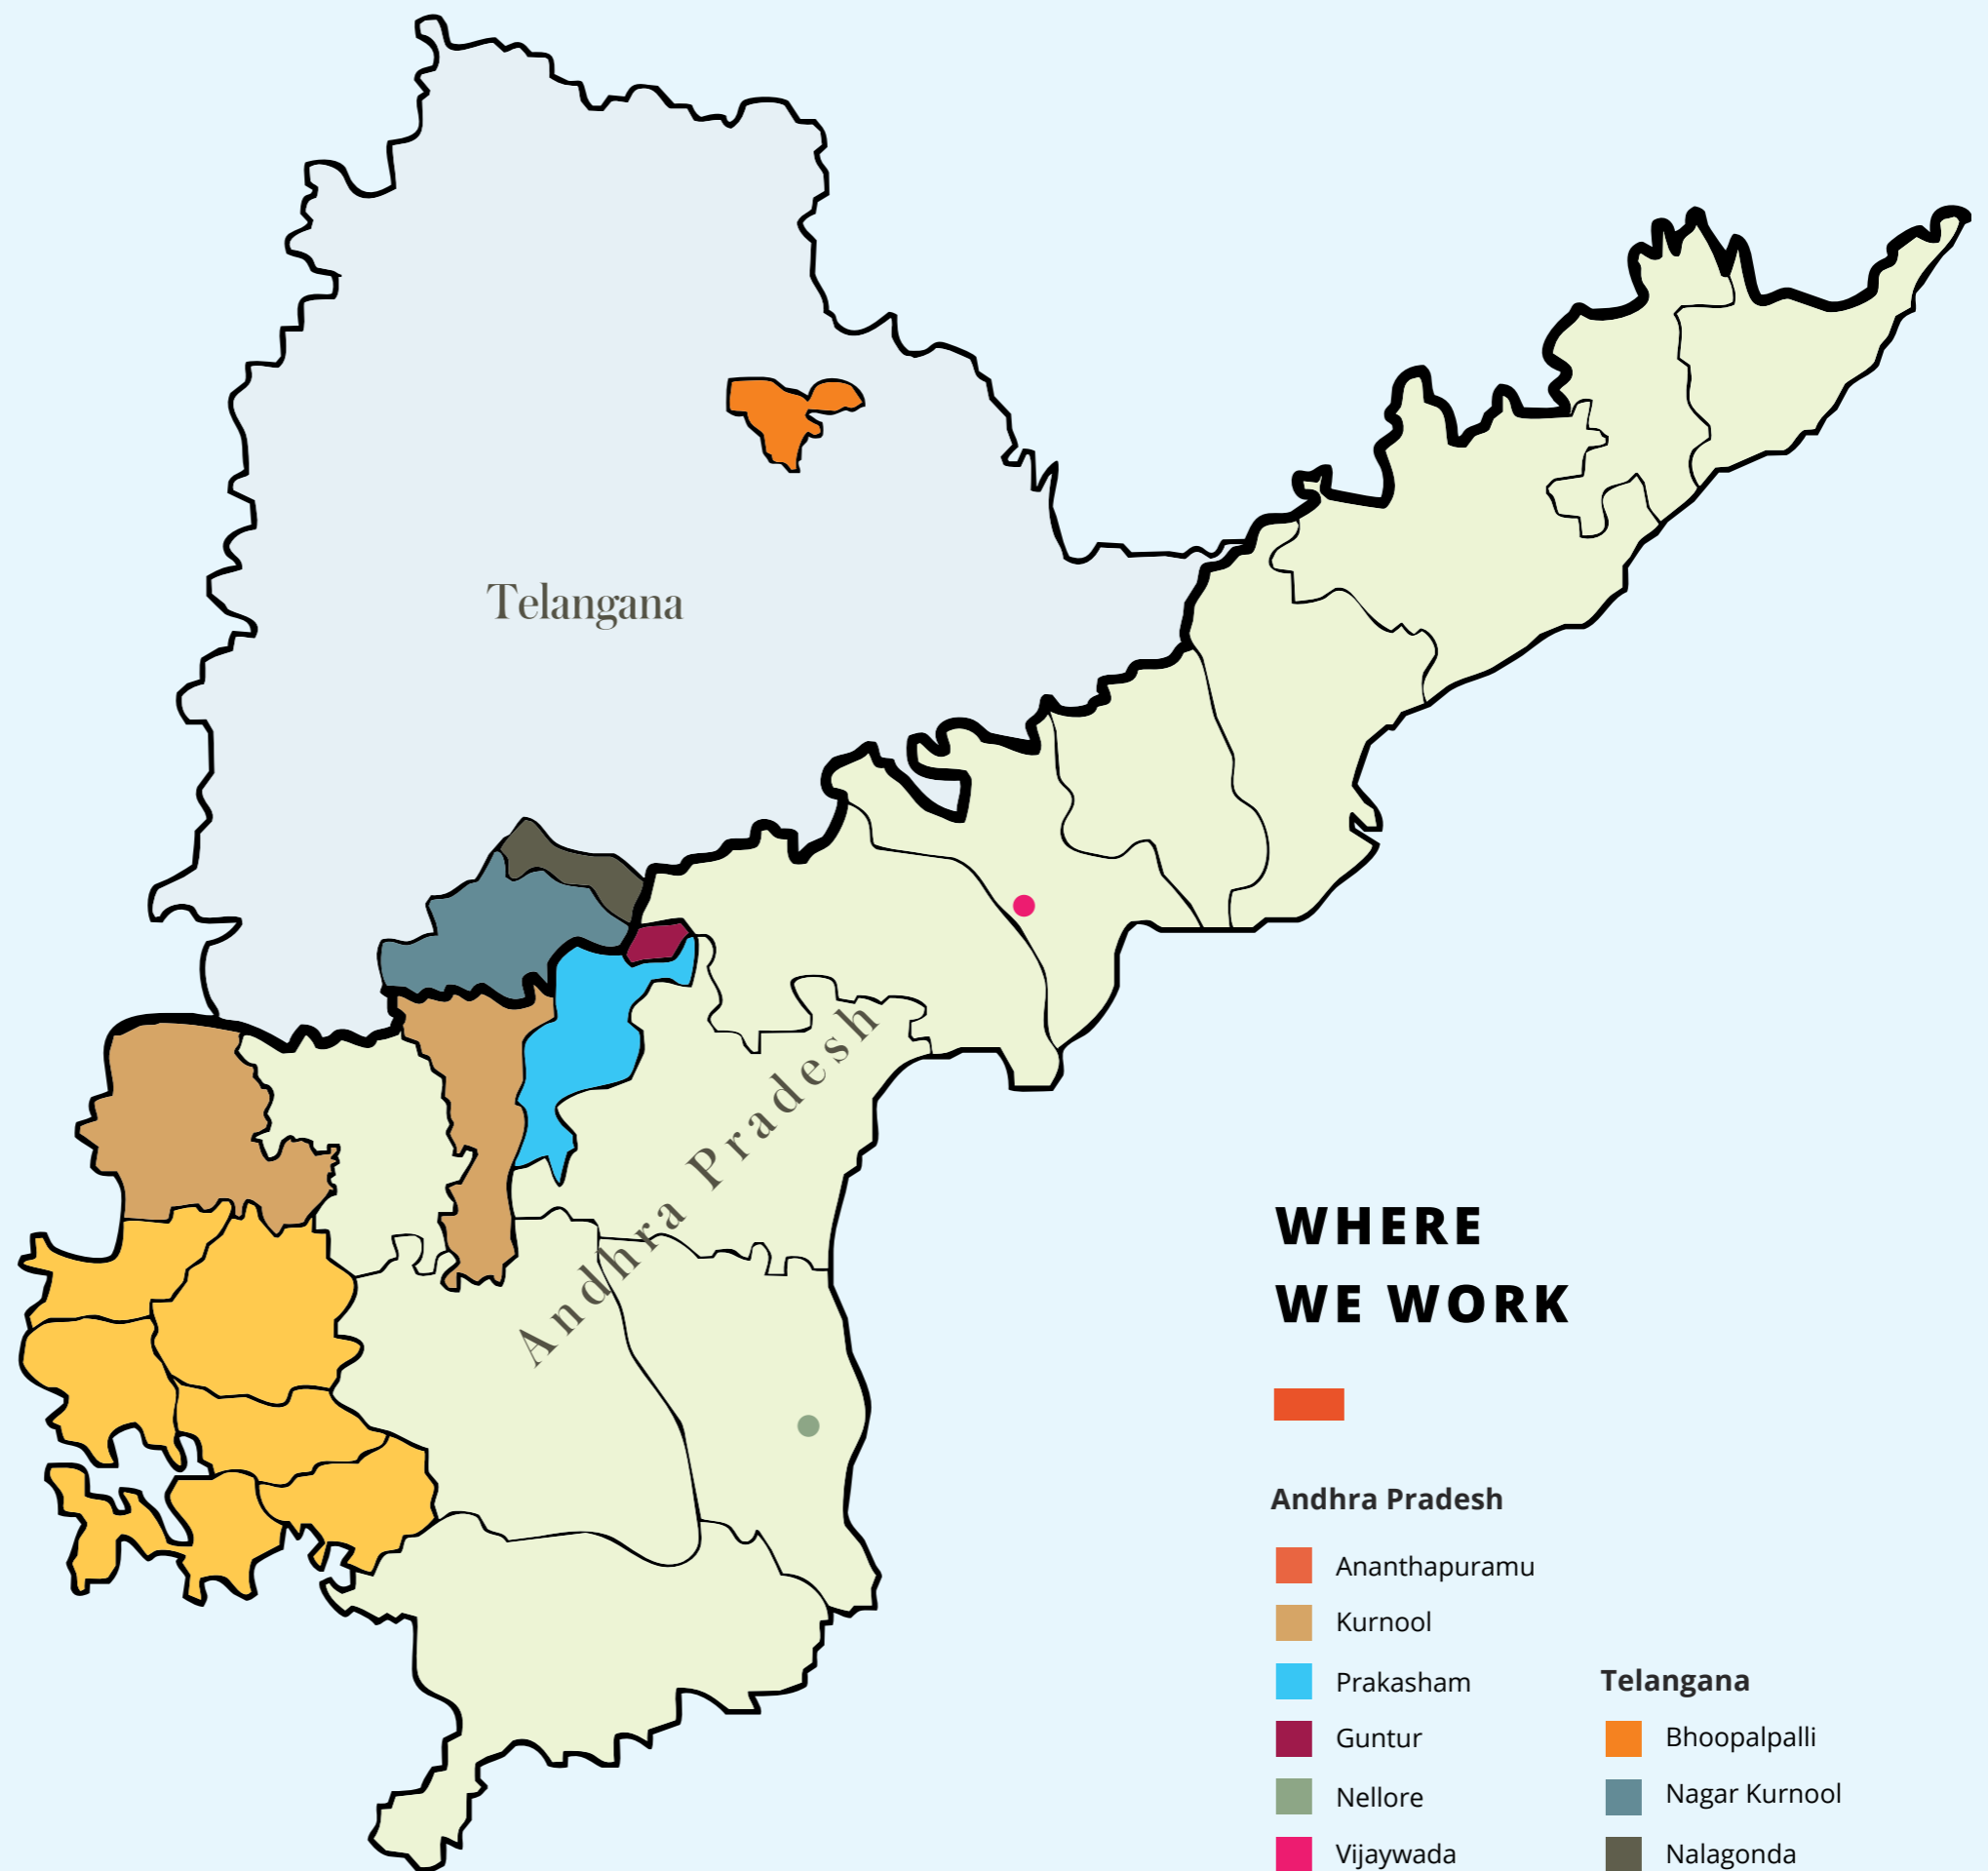 Telangana
Andhra Pradesh
WHERE
WE WORK
Andhra Pradesh
Ananthapuramu
Kurnool
Prakasham
Guntur
Nellore
Vijaywada
Telangana
Bhoopalpalli
Nagar Kurnool
Nalagonda